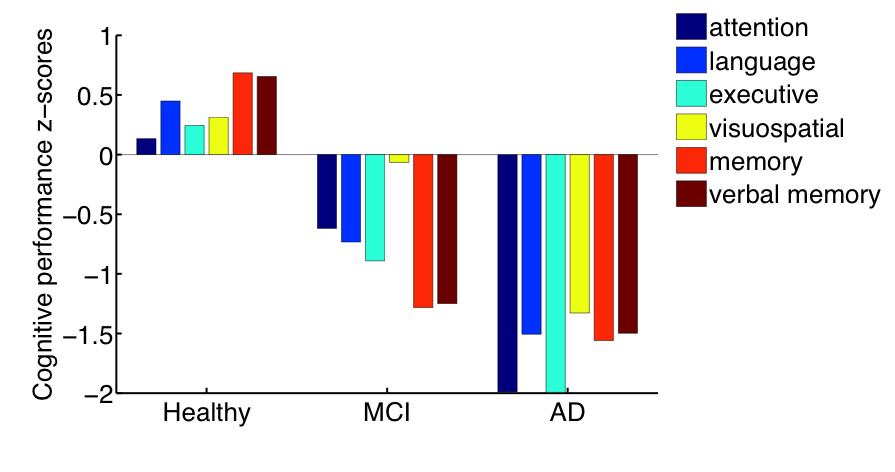 Cognitive performance z−scores
1
0.5
0
−0.5
−1
−1.5
−2
Healthy
MCI
AD
attention
language
executive
visuospatial
memory
verbal memory